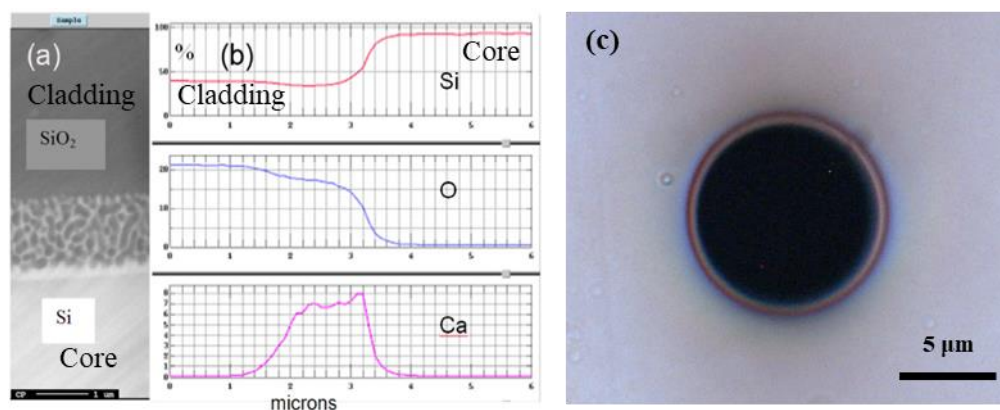 Sample
(a)
Cladding
SiO₂
Si
Core
CP 1 um
% (b)
Cladding
Core
Si
100
50
0
0 1 2 3 4 5 6
O
20
10
0
0 1 2 3 4 5 6
Ca
8
7
6
5
4
3
2
1
0
0 1 2 3 4 5 6
microns
(c)
5 μm